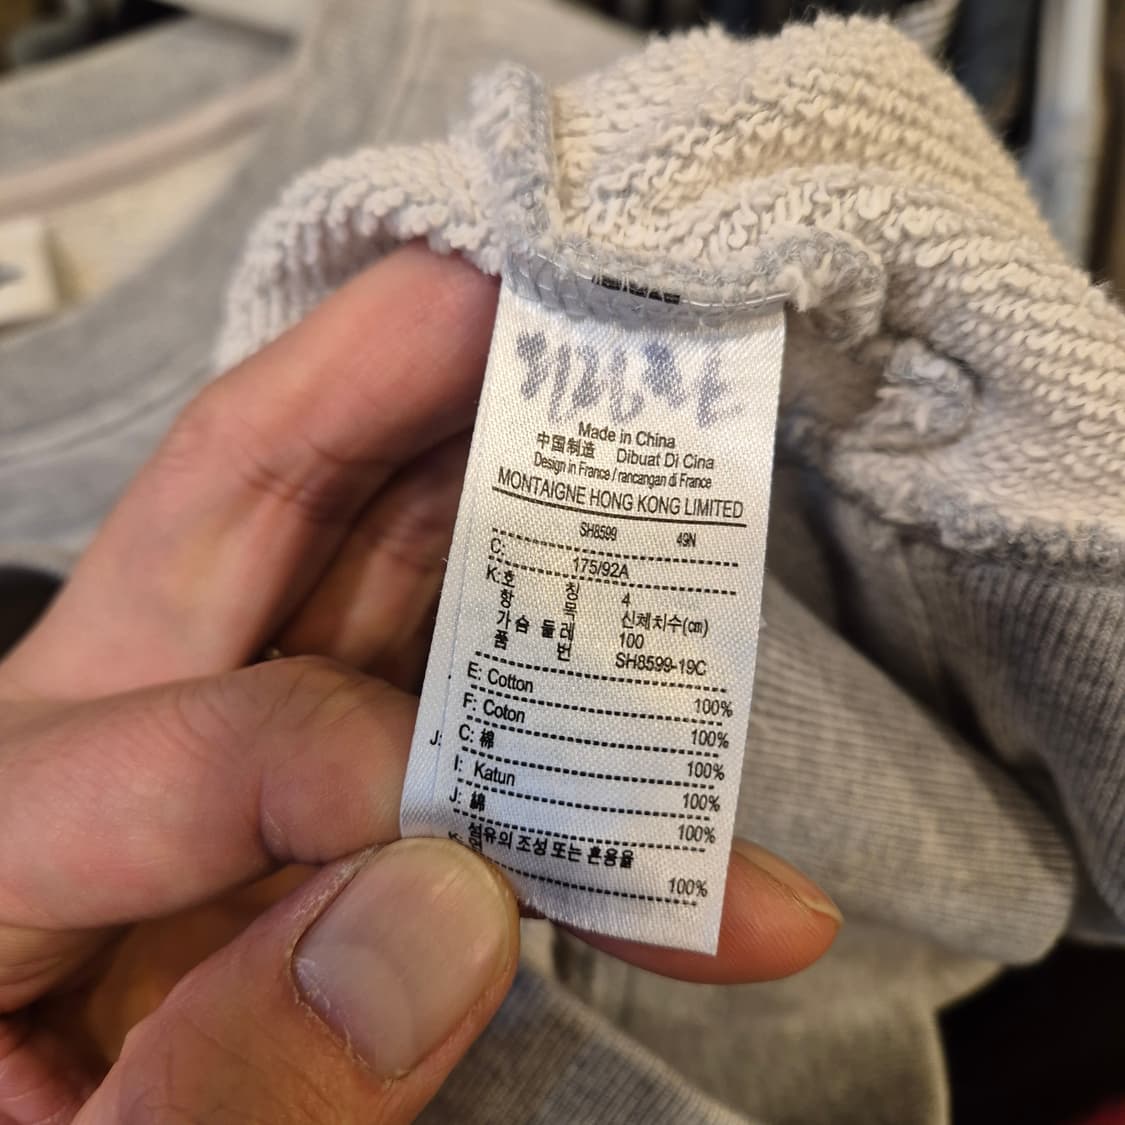 Made in China
中国制造 Dibuat Di Cina
Design in France / rancangan di France
MONTAIGNE HONG KONG LIMITED
SH8599 49N
C: 175/92A
K: 호 칭 4
항 목 신체치수(㎝)
가슴 둘레 100
품 번 SH8599-19C
E: Cotton 100%
F: Coton 100%
C: 棉 100%
I: Katun 100%
J: 綿 100%
J:
K: 섬유의 조성 또는 혼용율
100%